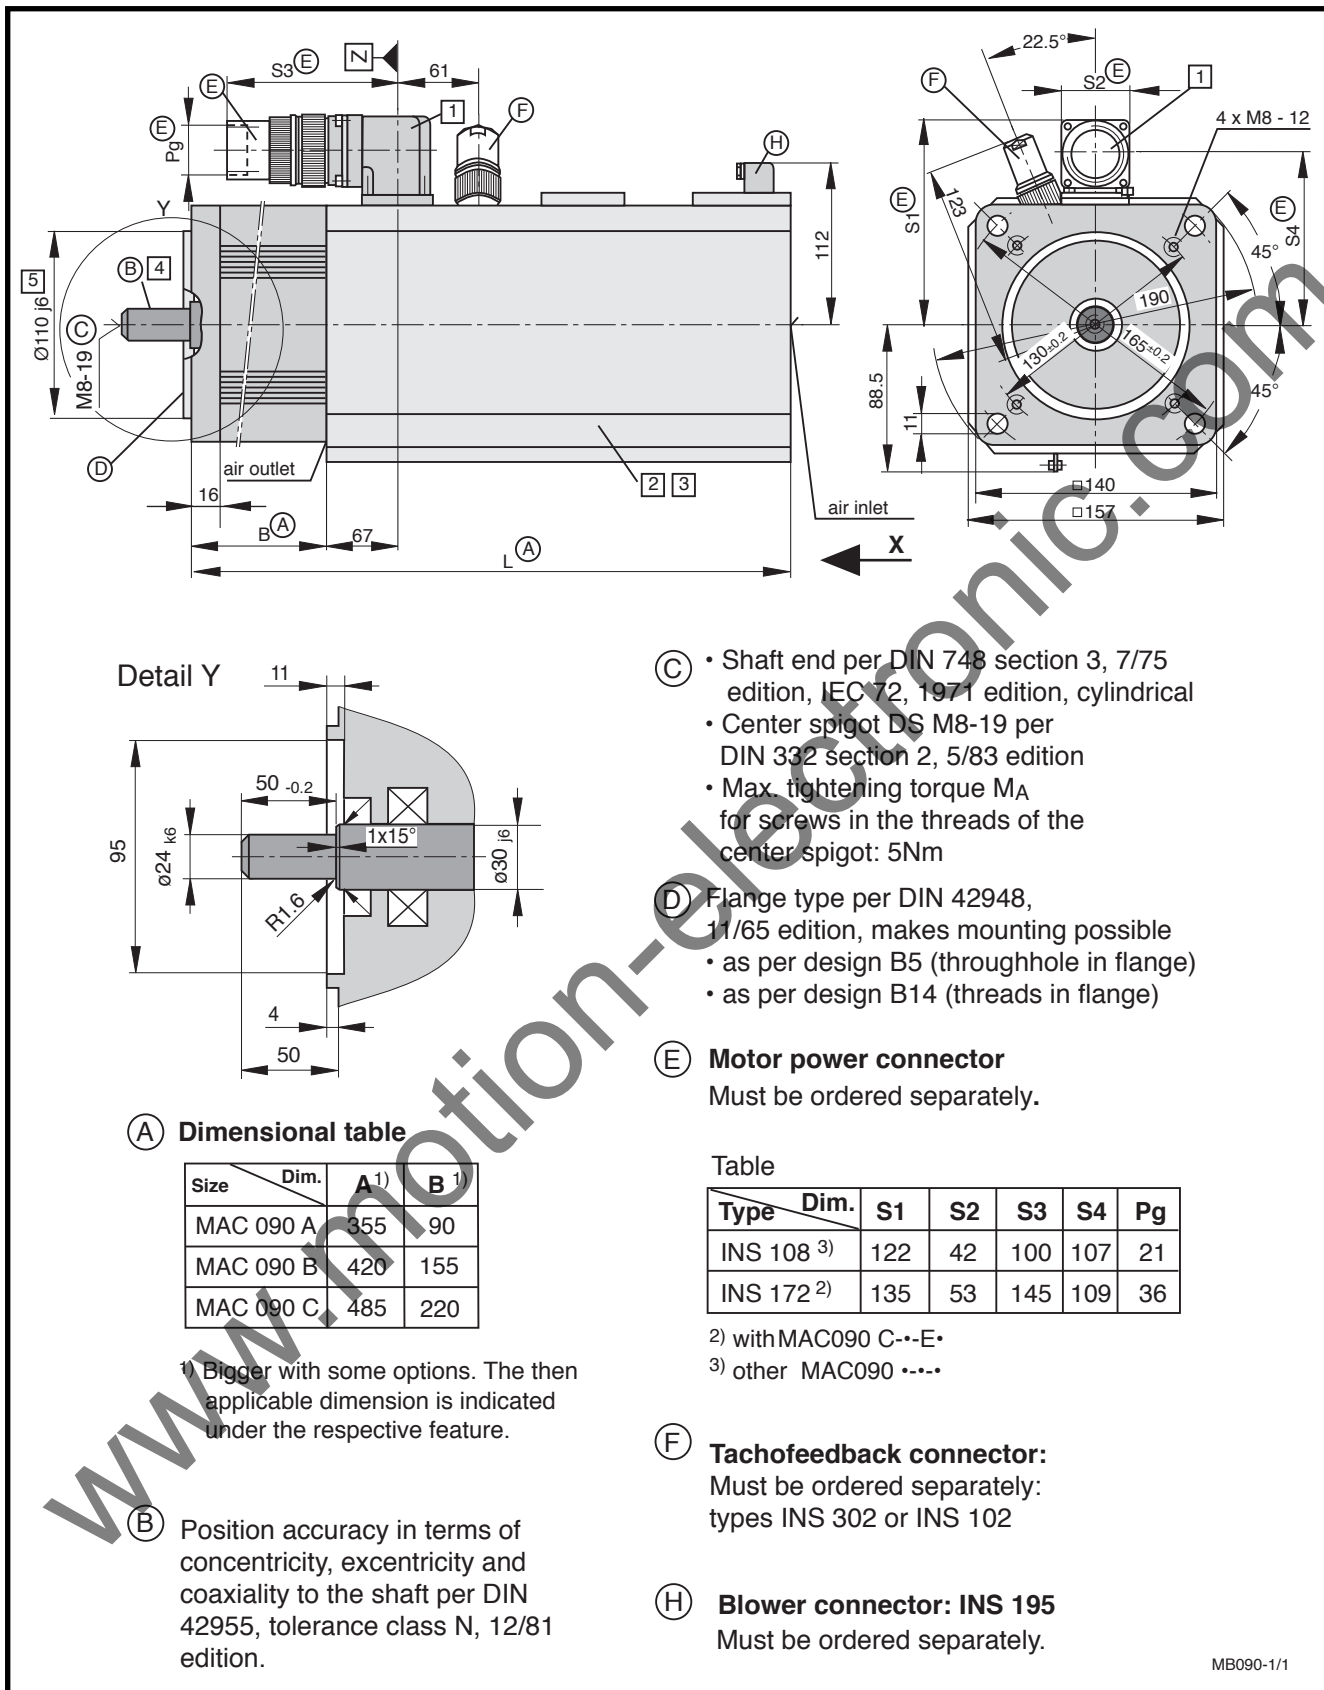 S3 E
Z
61
E
E
Pg
1
F
H
Y
112
5
Ø110 j6
B 4
C
M8-19
D
air outlet
16
B A
67
2 3
air inlet
L A
X
22.5°
F
S2 E
1
4 x M8 - 12
E
S1
123
E
S4
45°
190
130±0.2
165±0.2
88.5
11
45°
□140
□157
Detail Y
11
50 -0.2
95
ø24 k6
1x15°
ø30 j6
R1.6
4
50
C • Shaft end per DIN 748 section 3, 7/75
edition, IEC 72, 1971 edition, cylindrical
• Center spigot DS M8-19 per
DIN 332 section 2, 5/83 edition
• Max. tightening torque MA
for screws in the threads of the
center spigot: 5Nm
D Flange type per DIN 42948,
11/65 edition, makes mounting possible
• as per design B5 (throughhole in flange)
• as per design B14 (threads in flange)
E Motor power connector
Must be ordered separately.
A Dimensional table
Size Dim. A 1) B 1)
MAC 090 A 355 90
MAC 090 B 420 155
MAC 090 C 485 220
1) Bigger with some options. The then
applicable dimension is indicated
under the respective feature.
Table
Type Dim. S1 S2 S3 S4 Pg
INS 108 3) 122 42 100 107 21
INS 172 2) 135 53 145 109 36
2) with MAC090 C-•-E•
3) other MAC090 •-•-•
F Tachofeedback connector:
Must be ordered separately:
types INS 302 or INS 102
B Position accuracy in terms of
concentricity, excentricity and
coaxiality to the shaft per DIN
42955, tolerance class N, 12/81
edition.
H Blower connector: INS 195
Must be ordered separately.
MB090-1/1
www.motion-electronic.com